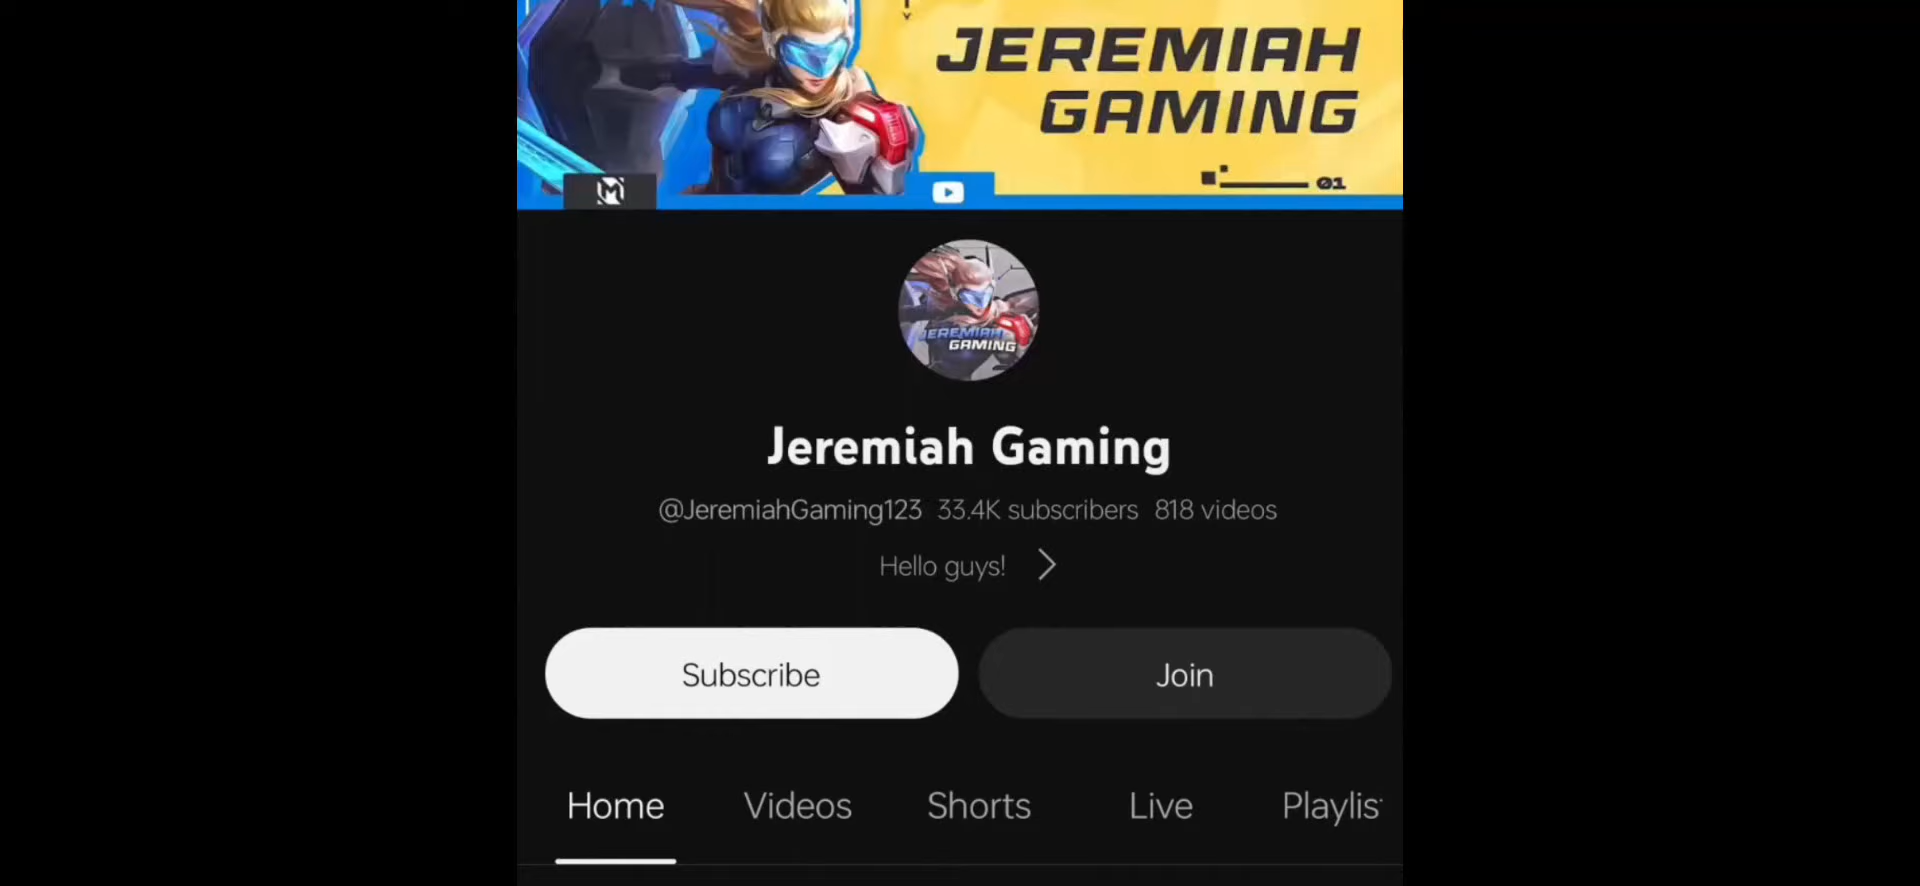 JEREMIAH
GAMING
01
JEREMIAH
GAMING
Jeremiah Gaming
@JeremiahGaming123 33.4K subscribers 818 videos
Hello guys!
Subscribe Join
Home Videos Shorts Live Playlis